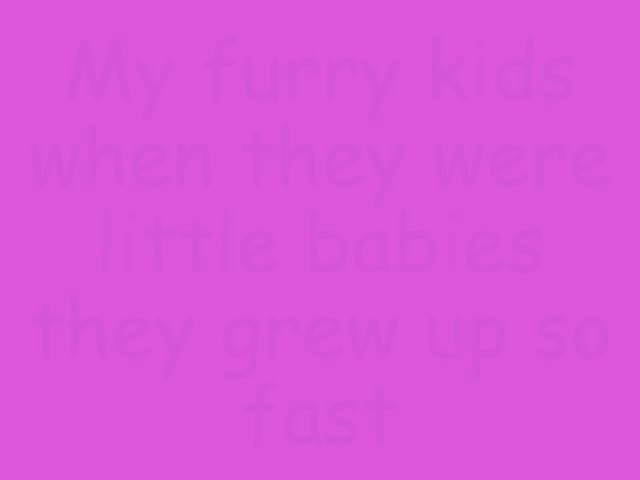 My furry kids
when they were
little babies
they grew up so
fast